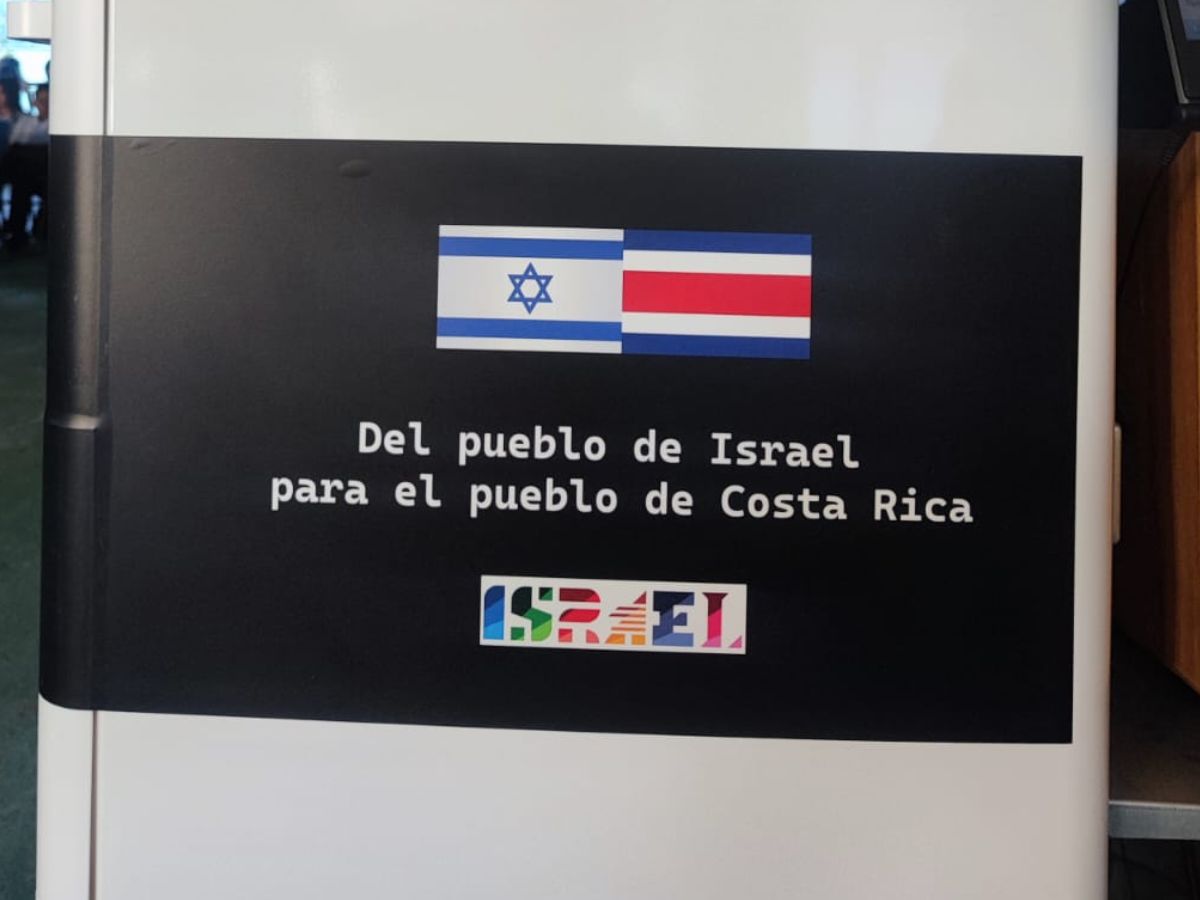 Del pueblo de Israel
para el pueblo de Costa Rica
ISRAEL